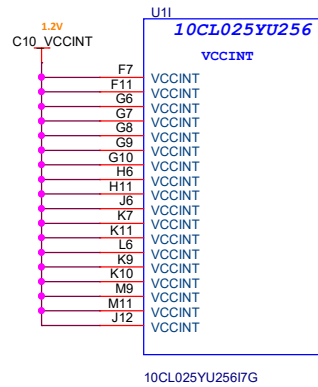 U1I
1.2V
10CL025YU256
C10_VCCINT
VCCINT
F7 VCCINT
F11 VCCINT
G6 VCCINT
G7 VCCINT
G8 VCCINT
G9 VCCINT
G10 VCCINT
H6 VCCINT
H11 VCCINT
J6 VCCINT
K7 VCCINT
K11 VCCINT
L6 VCCINT
K9 VCCINT
K10 VCCINT
M9 VCCINT
M11 VCCINT
J12 VCCINT
10CL025YU256I7G